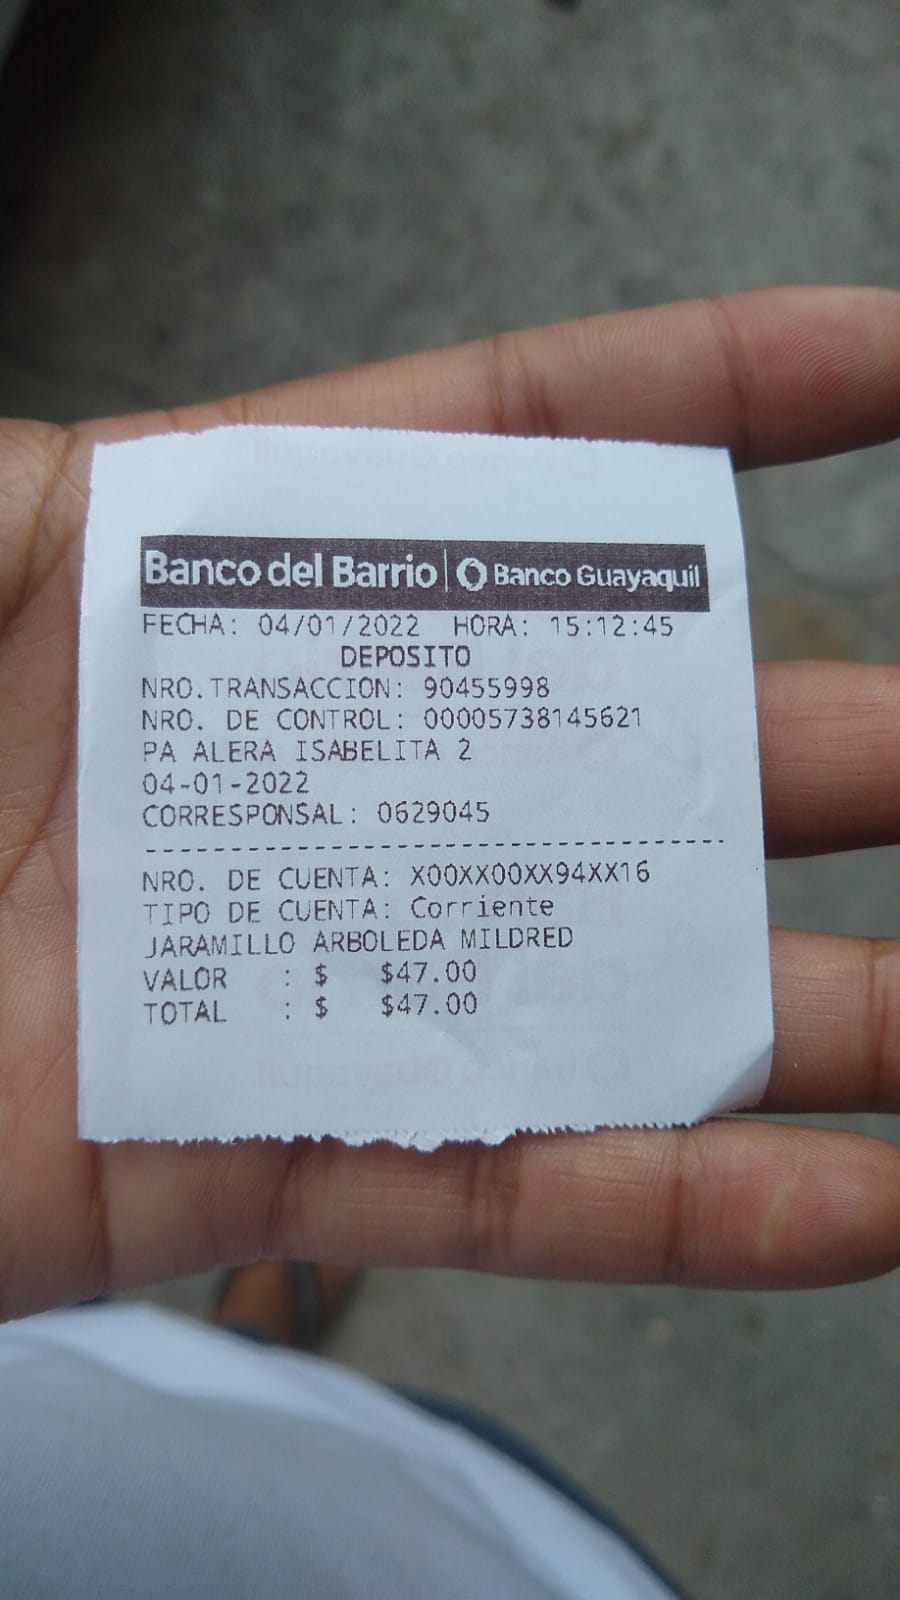 Banco del Barrio | Banco Guayaquil
FECHA: 04/01/2022 HORA: 15:12:45
DEPOSITO
NRO.TRANSACCION: 90455998
NRO. DE CONTROL: 00005738145621
PA ALERA ISABELITA 2
04-01-2022
CORRESPONSAL: 0629045
-----------------------------------
NRO. DE CUENTA: X00XX00XX94XX16
TIPO DE CUENTA: Corriente
JARAMILLO ARBOLEDA MILDRED
VALOR : $ $47.00
TOTAL : $ $47.00